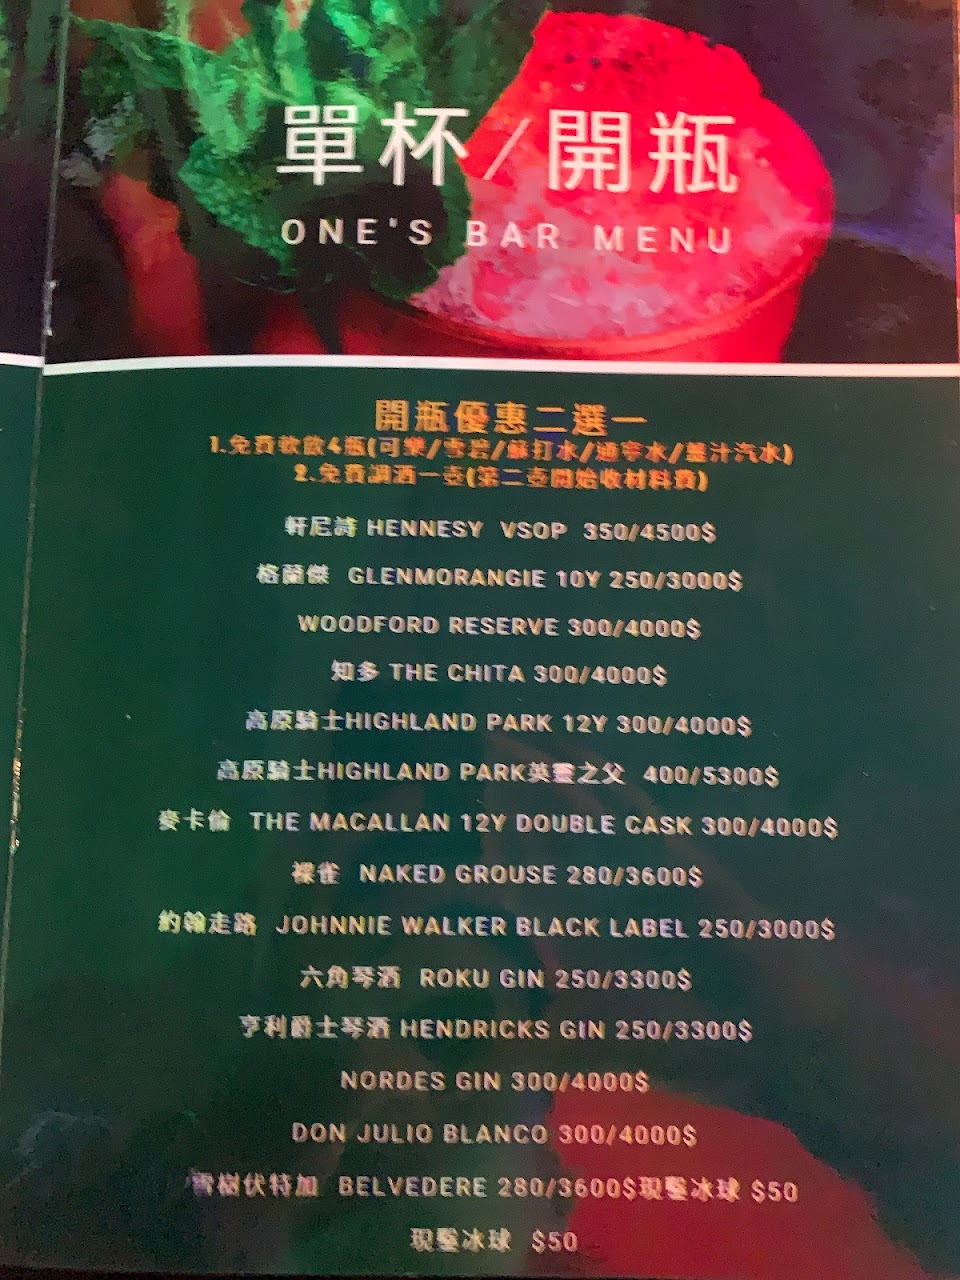 單杯/開瓶
ONE'S BAR MENU
開瓶優惠二選一
1.免費軟飲4瓶(可樂/雪碧/蘇打水/通寧水/薑汁汽水)
2.免費調酒一壺(第二壺開始收材料費)
軒尼詩 HENNESY VSOP 350/4500$
格蘭傑 GLENMORANGIE 10Y 250/3000$
WOODFORD RESERVE 300/4000$
知多 THE CHITA 300/4000$
高原騎士HIGHLAND PARK 12Y 300/4000$
高原騎士HIGHLAND PARK英靈之父 400/5300$
麥卡倫 THE MACALLAN 12Y DOUBLE CASK 300/4000$
裸雀 NAKED GROUSE 280/3600$
約翰走路 JOHNNIE WALKER BLACK LABEL 250/3000$
六角琴酒 ROKU GIN 250/3300$
亨利爵士琴酒 HENDRICKS GIN 250/3300$
NORDES GIN 300/4000$
DON JULIO BLANCO 300/4000$
雪樹伏特加 BELVEDERE 280/3600$現鑿冰球 $50
現鑿冰球 $50